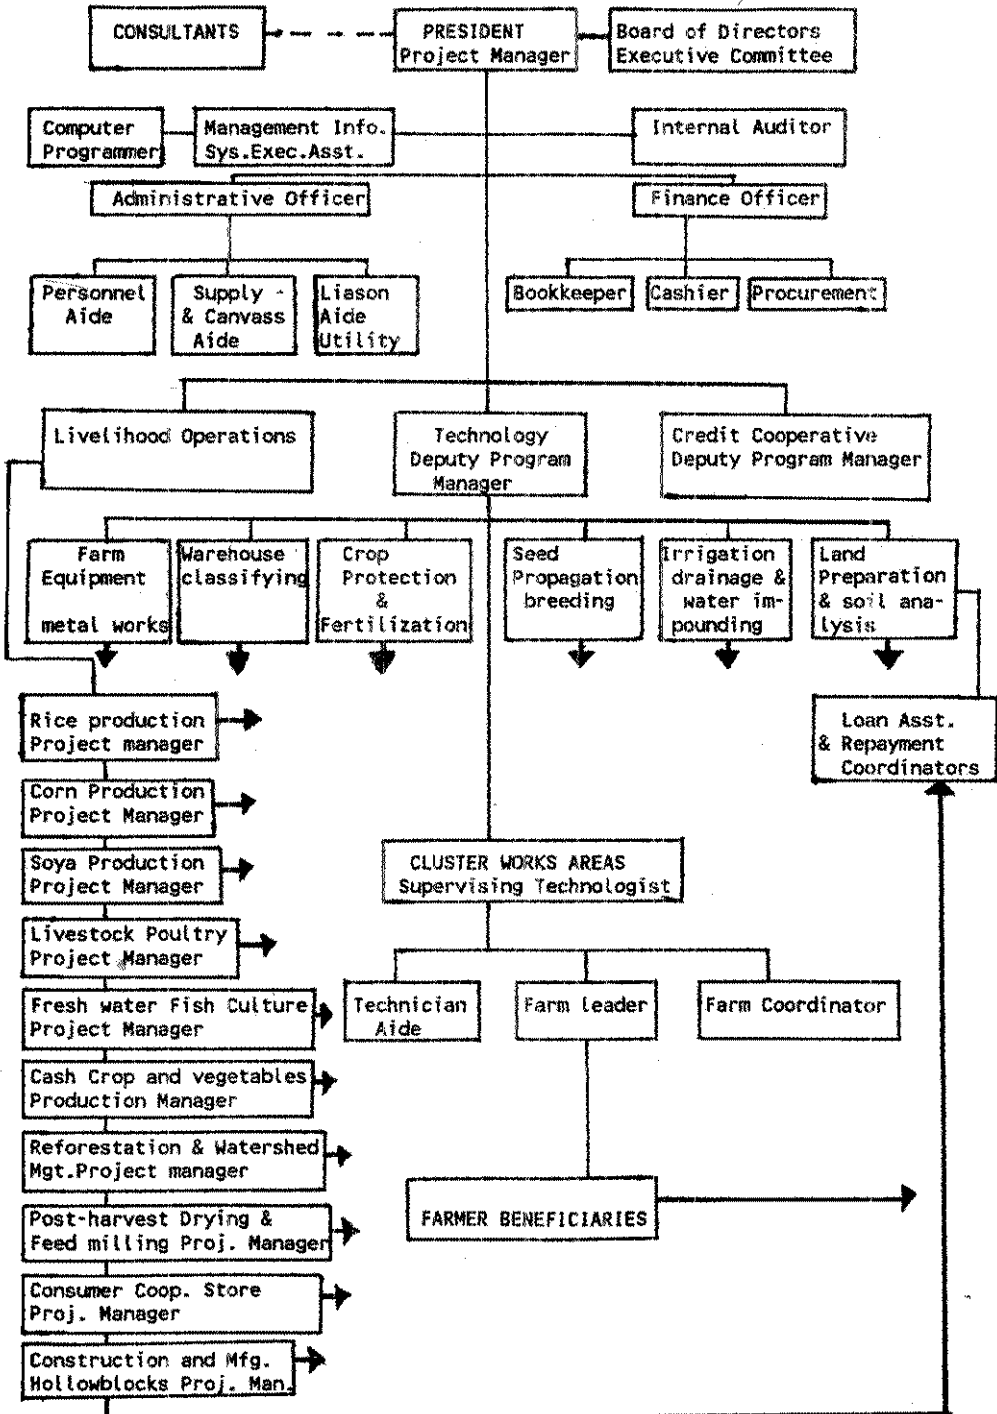 CONSULTANTS
PRESIDENT
Project Manager
Board of Directors
Executive Committee
Computer
Programmer
Management Info.
Sys.Exec.Asst.
Internal Auditor
Administrative Officer
Finance Officer
Personnel
Aide
Supply -
& Canvass
Aide
Liason
Aide
Utility
Bookkeeper
Cashier
Procurement
Livelihood Operations
Technology
Deputy Program
Manager
Credit Cooperative
Deputy Program Manager
Farm
Equipment
metal works
Warehouse
classifying
Crop
Protection
&
Fertilization
Seed
Propagation
breeding
Irrigation
drainage &
water im-
pounding
Land
Preparation
& soil ana-
lysis
Rice production
Project manager
Loan Asst.
& Repayment
Coordinators
Corn Production
Project Manager
Soya Production
Project Manager
CLUSTER WORKS AREAS
Supervising Technologist
Livestock Poultry
Project Manager
Fresh water Fish Culture
Project Manager
Technician
Aide
Farm leader
Farm Coordinator
Cash Crop and vegetables
Production Manager
Reforestation & Watershed
Mgt.Project manager
FARMER BENEFICIARIES
Post-harvest Drying &
Feed milling Proj. Manager
Consumer Coop. Store
Proj. Manager
Construction and Mfg.
Hollowblocks Proj. Man.